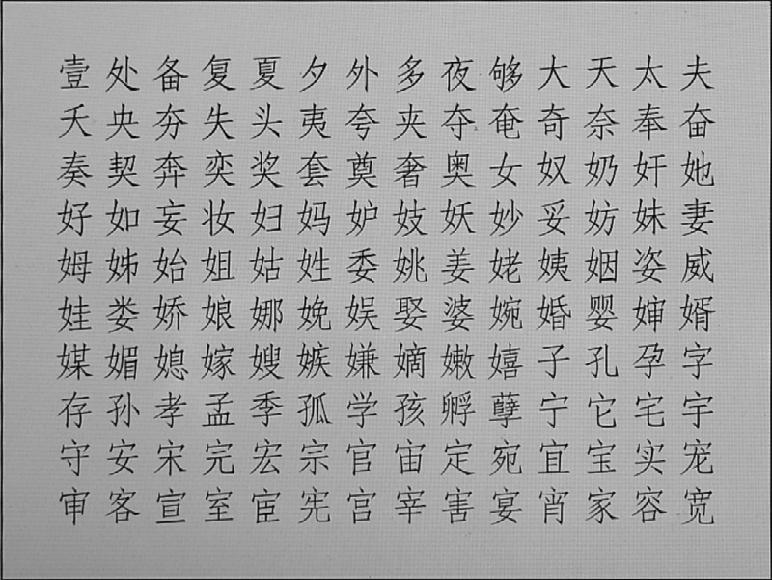 壹处备复夏夕外多夜够大天太夫
夭央夯失头夷夸夹夺奄奇奈奉奋
奏契奔奕奖套奠奢奥女奴奶奸她
好如妄妆妇妈妒妓妖妙妥妨妹妻
姆姊始姐姑姓委姚姜姥姨姻姿威
娃娄娇娘娜娩娱娶婆婉婚婴婶婿
媒媚媳嫁嫂嫉嫌嫡嫩嬉子孔孕字
存孙孝孟季孤学孩孵孽宁它宅宇
守安宋完宏宗官宙定宛宜宝实宠
审客宣室宦宪宫宰害宴宵家容宽